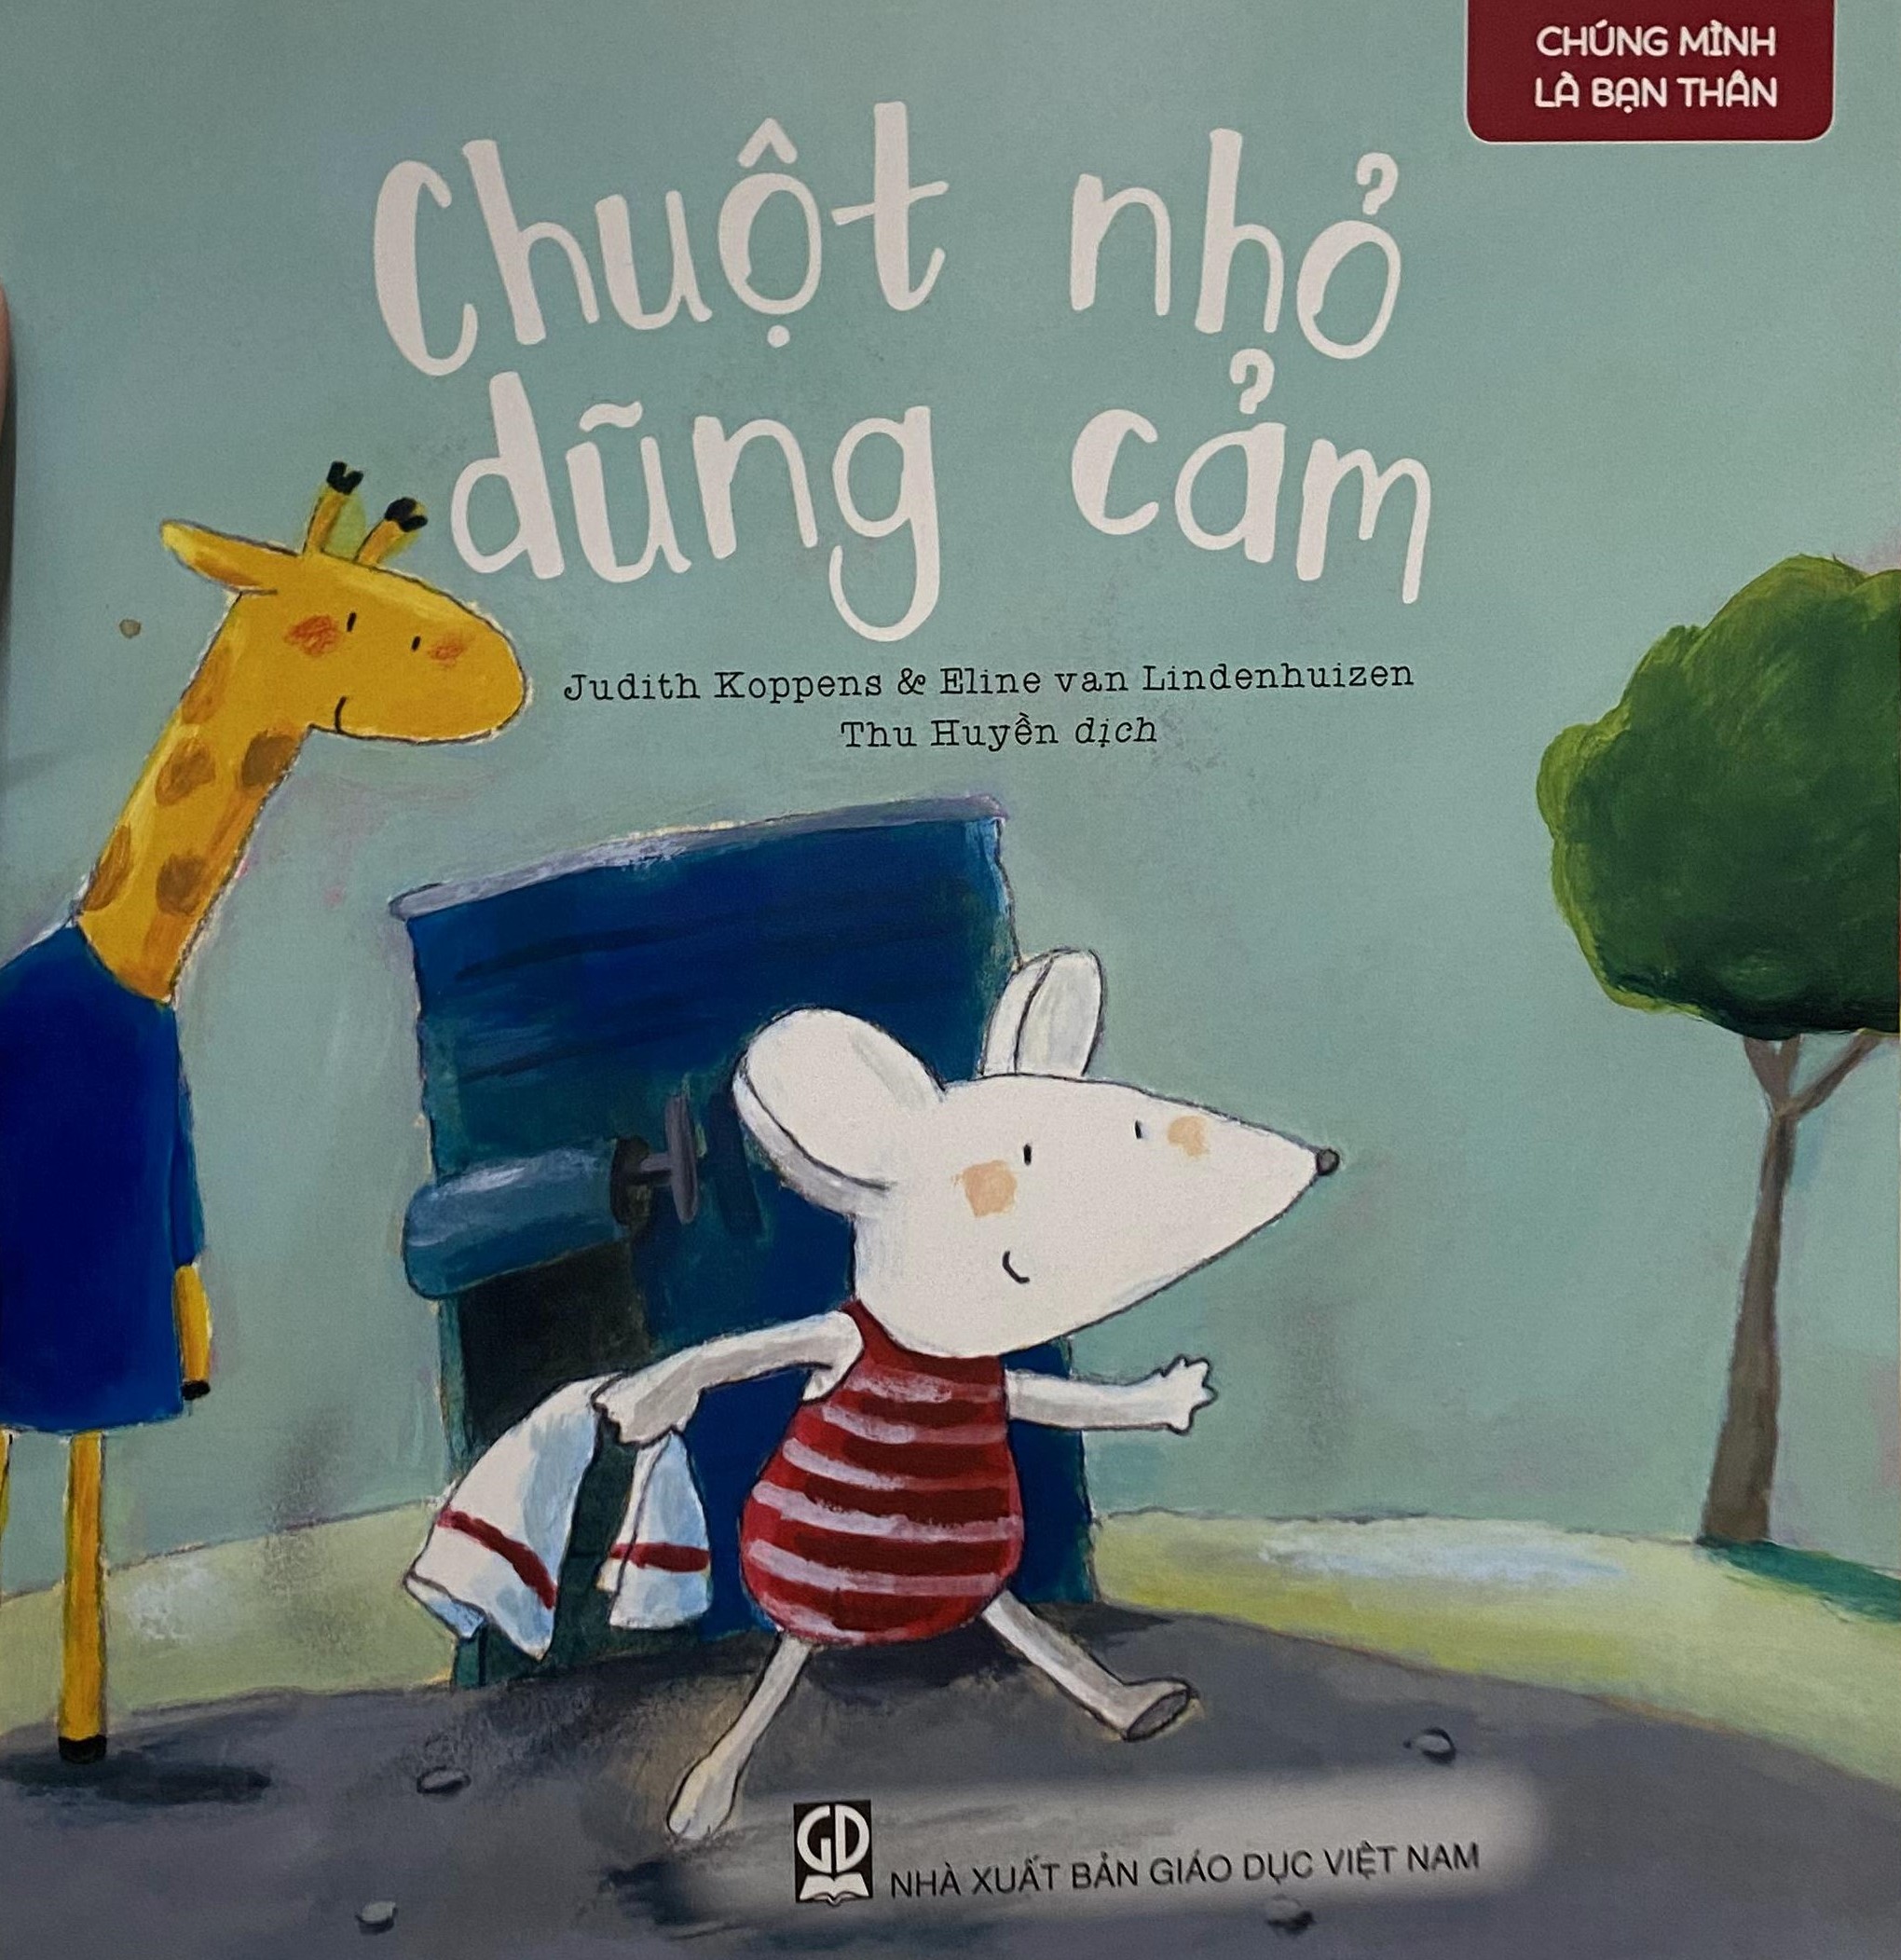 CHÚNG MÌNH
LÀ BẠN THÂN
Chuột nhỏ
dũng cảm
Judith Koppens & Eline van Lindenhuizen
Thu Huyền dịch
GD
NHÀ XUẤT BẢN GIÁO DỤC VIỆT NAM